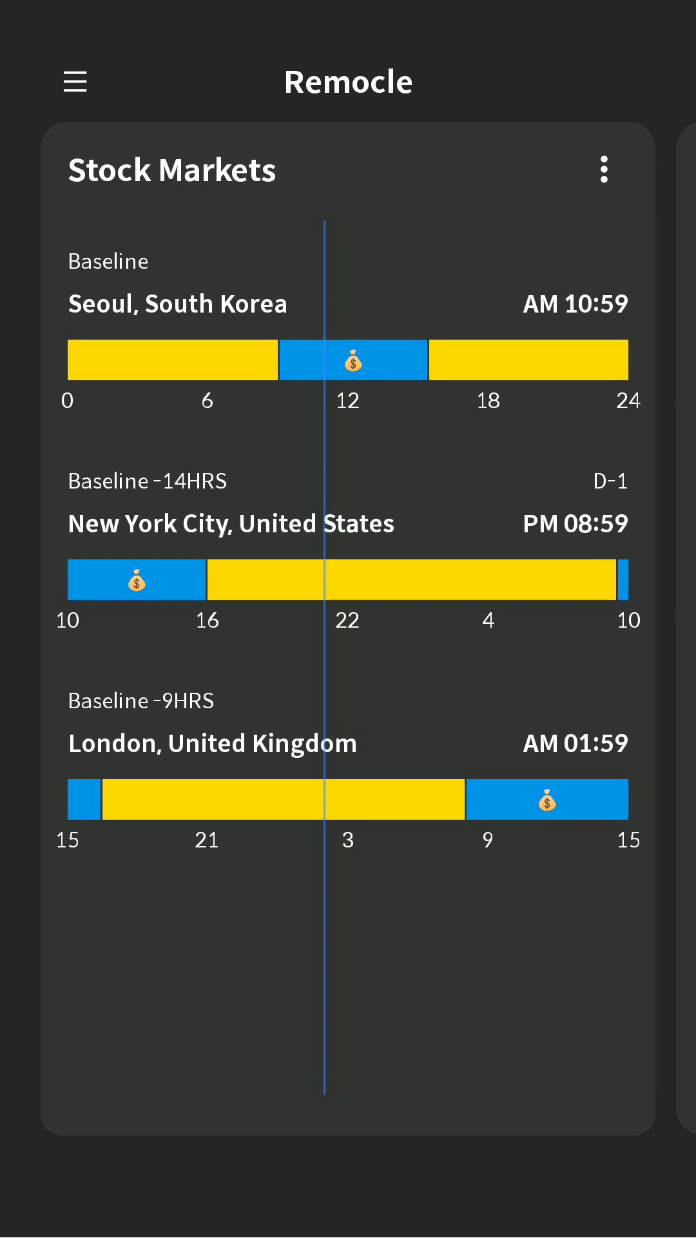 Remocle
Stock Markets
Baseline
Seoul, South Korea AM 10:59
0 6 12 18 24
Baseline -14HRS D-1
New York City, United States PM 08:59
10 16 22 4 10
Baseline -9HRS
London, United Kingdom AM 01:59
15 21 3 9 15